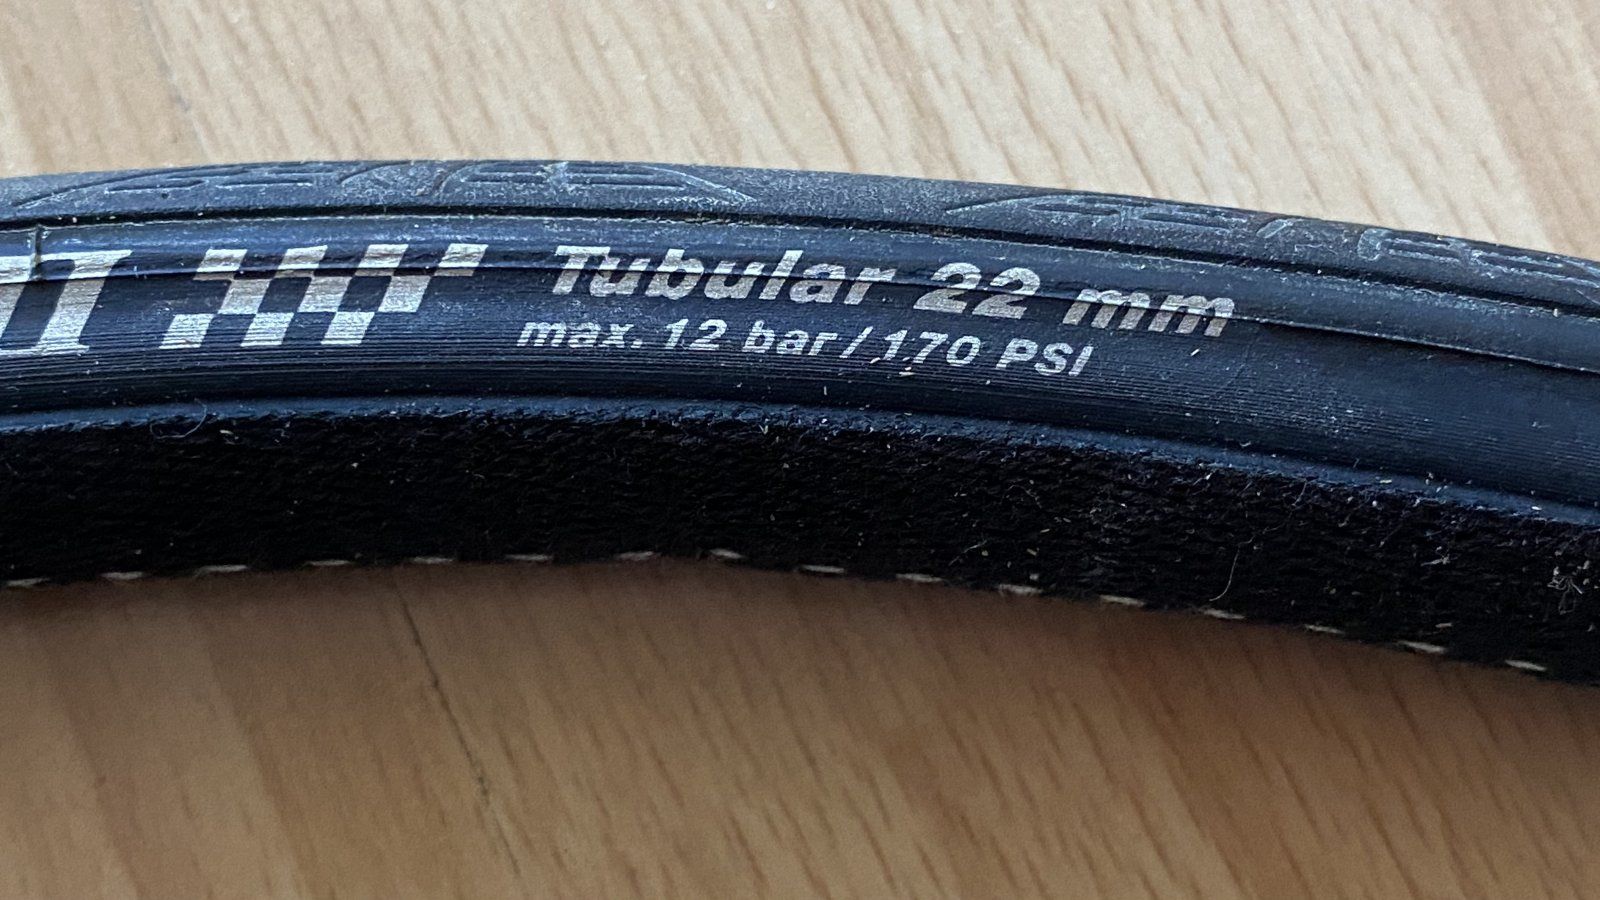 Tubular 22 mm
max. 12 bar / 170 PSI